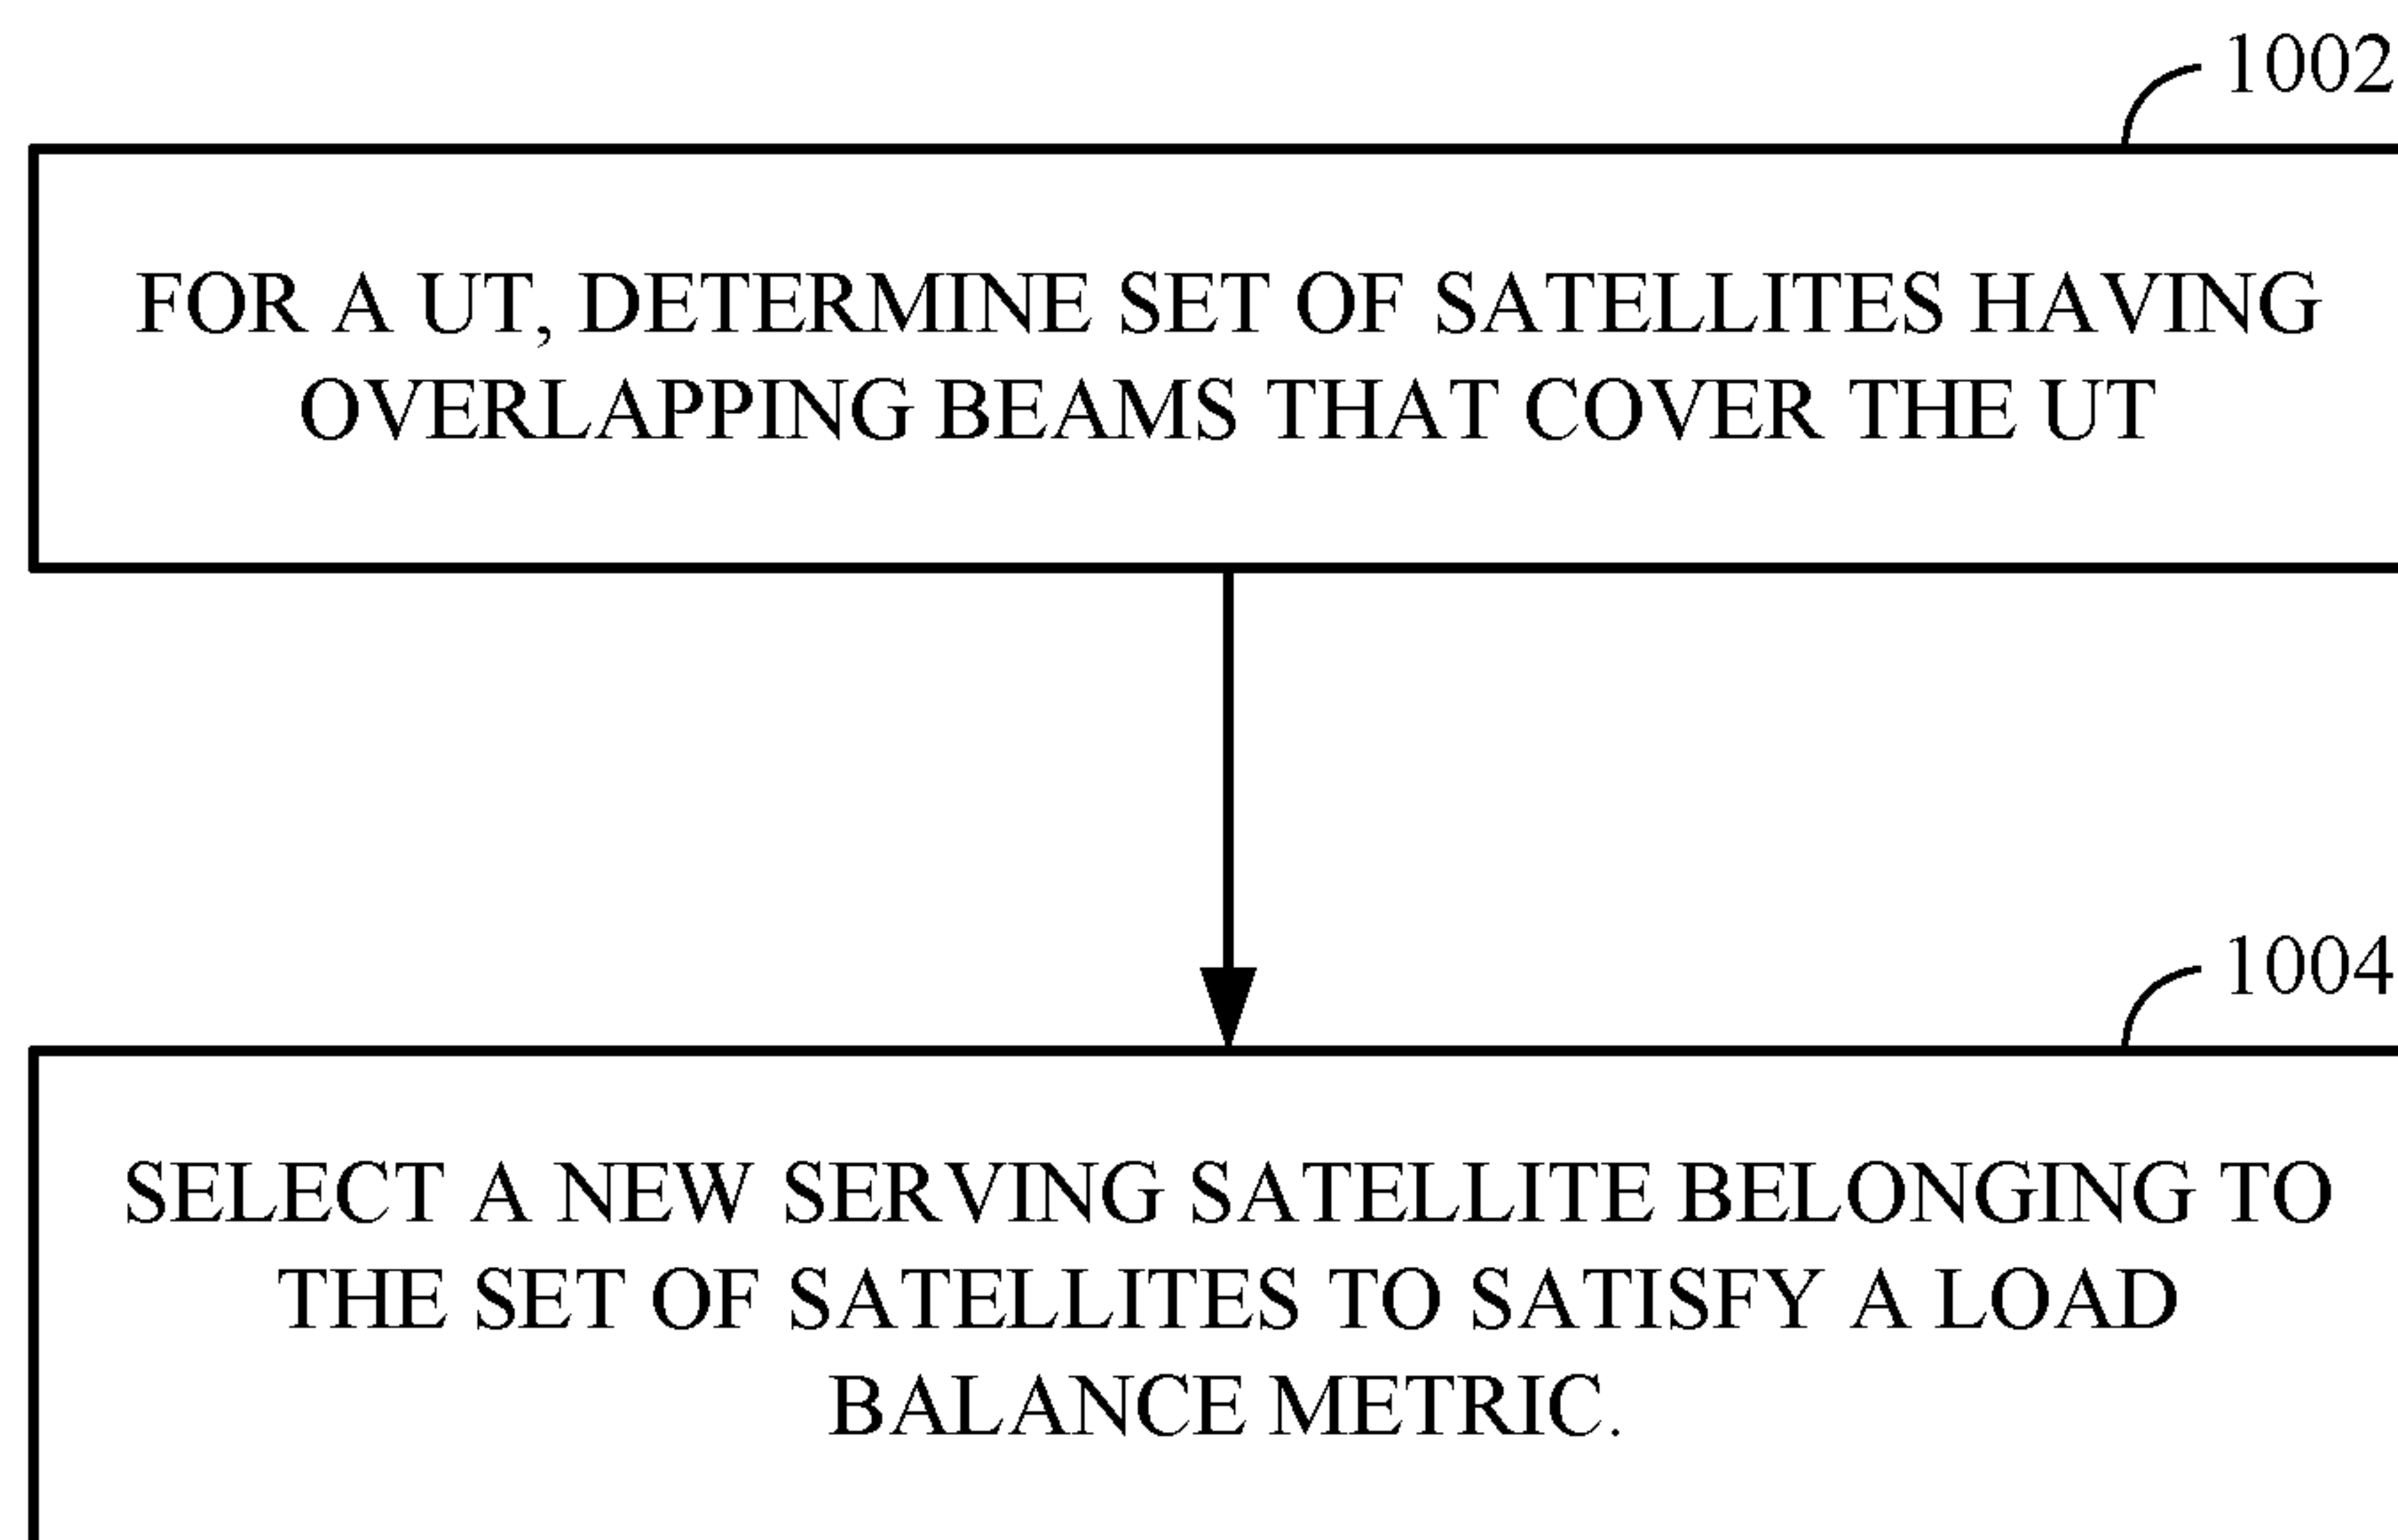 1002
FOR A UT, DETERMINE SET OF SATELLITES HAVING
OVERLAPPING BEAMS THAT COVER THE UT
1004
SELECT A NEW SERVING SATELLITE BELONGING TO
THE SET OF SATELLITES TO SATISFY A LOAD
BALANCE METRIC.